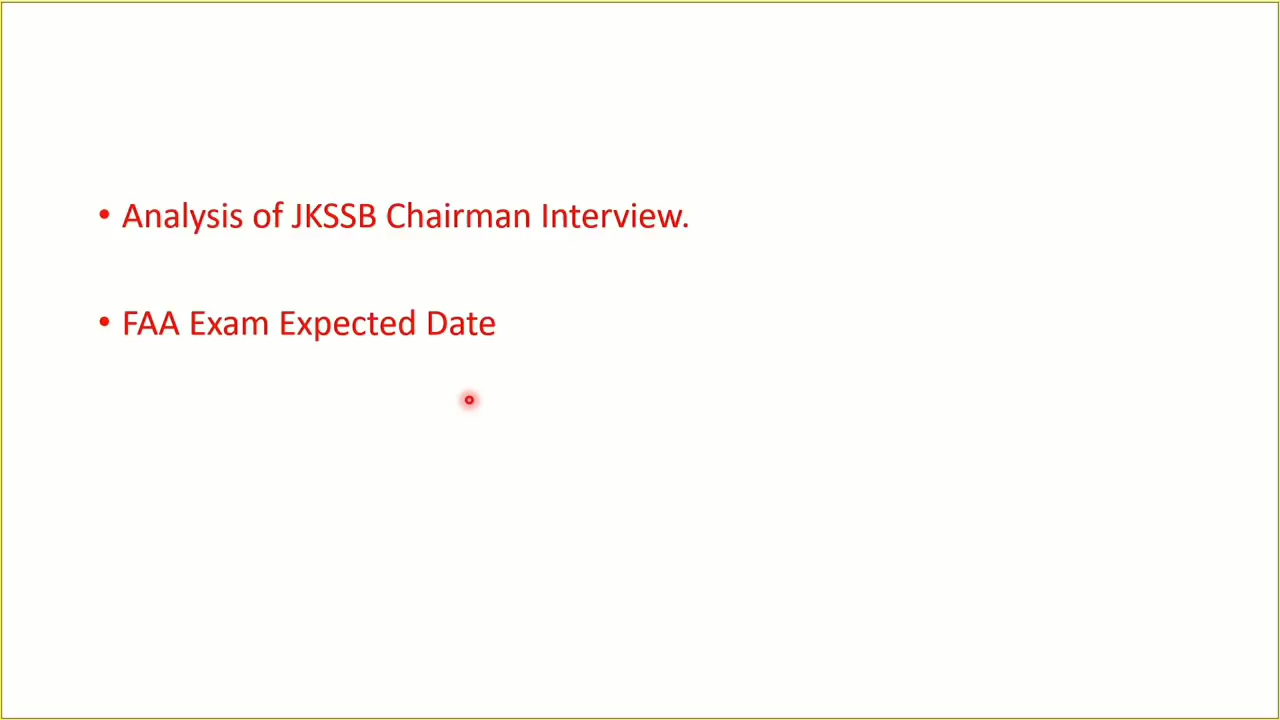 • Analysis of JKSSB Chairman Interview.
• FAA Exam Expected Date